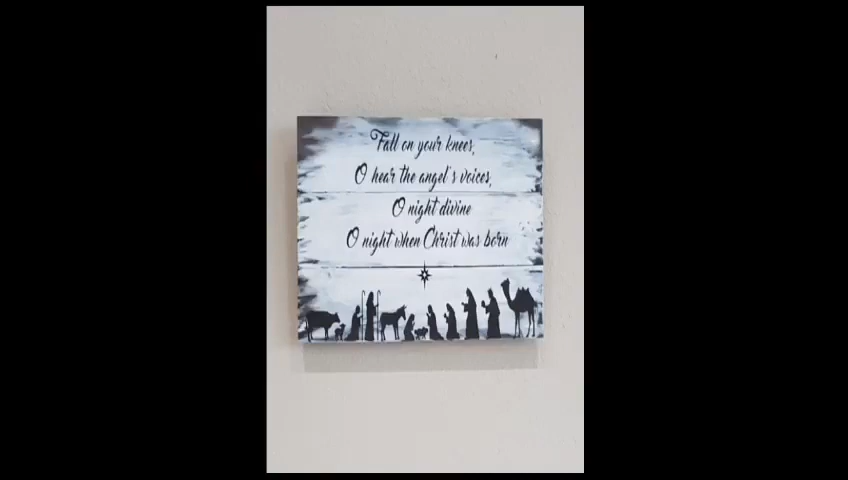 Fall on your knees,
O hear the angel's voices,
O night divine
O night when Christ was born